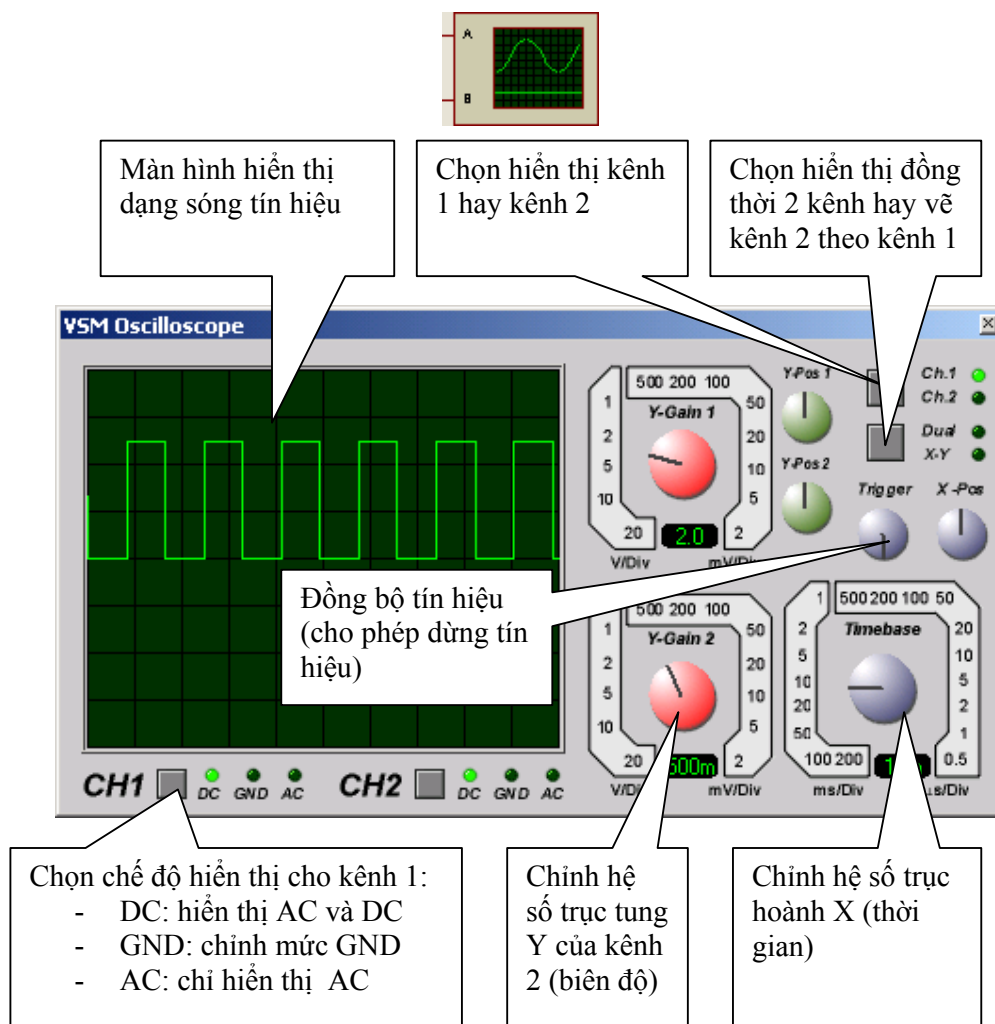 A
B
Màn hình hiển thị
dạng sóng tín hiệu
Chọn hiển thị kênh
1 hay kênh 2
Chọn hiển thị đồng
thời 2 kênh hay vẽ
kênh 2 theo kênh 1
VSM Oscilloscope
500 200 100
1
2
5
10
20
Y-Gain 1
50
20
10
5
2
2.0
V/Div
mV/Div
Y-Pos 1
Y-Pos 2
Ch.1
Ch.2
Dual
X-Y
Trigger
X-Pos
Đồng bộ tín hiệu
(cho phép dừng tín
hiệu)
500 200 100
1
2
5
10
20
Y-Gain 2
50
20
10
5
2
500m
V/Div
mV/Div
1
500 200 100 50
2
5
10
20
50
100 200
Timebase
20
10
5
2
1
0.5
ms/Div
µs/Div
CH1
DC GND AC
CH2
DC GND AC
Chọn chế độ hiển thị cho kênh 1:
- DC: hiển thị AC và DC
- GND: chỉnh mức GND
- AC: chỉ hiển thị AC
Chỉnh hệ
số trục tung
Y của kênh
2 (biên độ)
Chỉnh hệ số trục
hoành X (thời
gian)